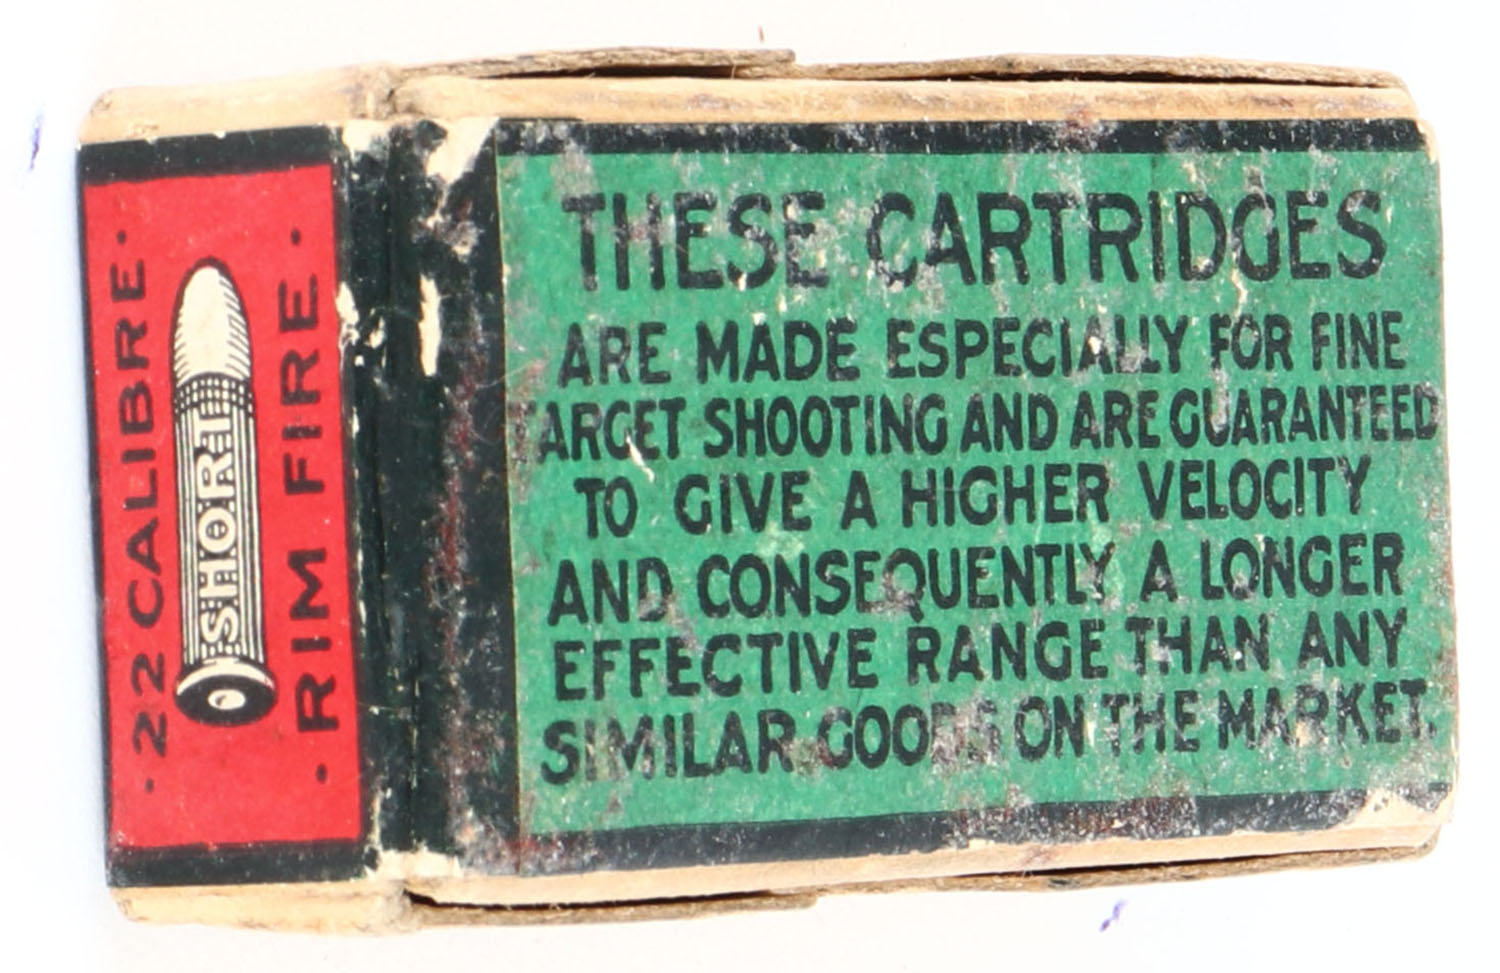 THESE CARTRIDGES
ARE MADE ESPECIALLY FOR FINE
TARGET SHOOTING AND ARE GUARANTEED
TO GIVE A HIGHER VELOCITY
AND CONSEQUENTLY A LONGER
EFFECTIVE RANGE THAN ANY
SIMILAR GOODS ON THE MARKET.
· 22 CALIBRE ·
SHORT
· RIM FIRE ·